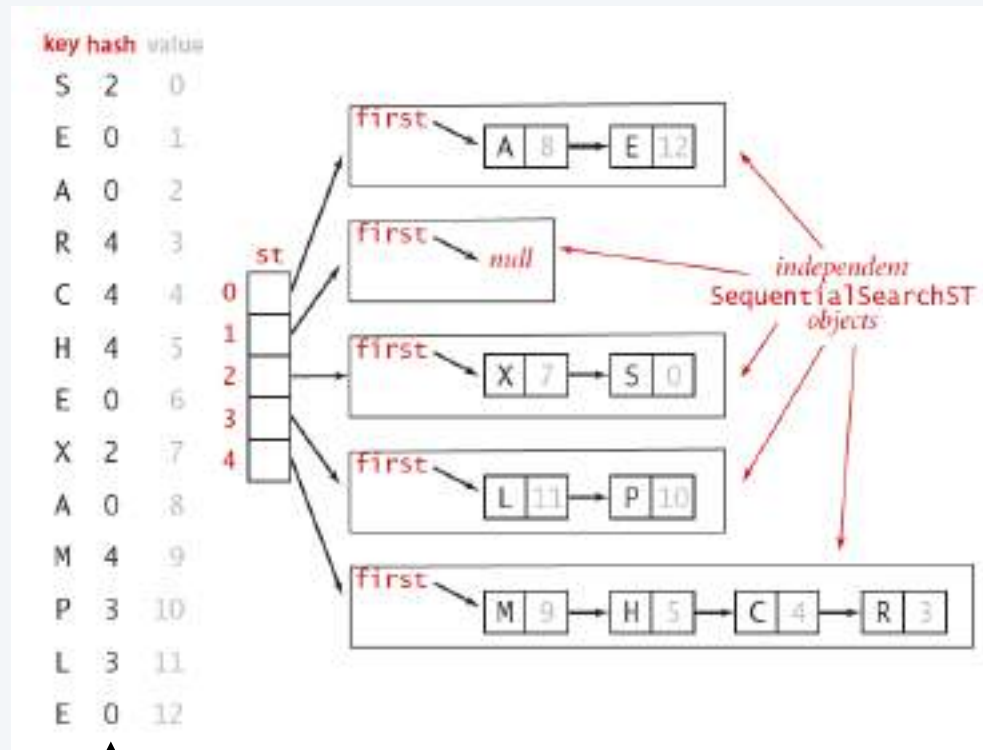 key hash value
S 2 0
E 0 1
A 0 2
R 4 3
C 4 4
H 4 5
E 0 6
X 2 7
A 0 8
M 4 9
P 3 10
L 3 11
E 0 12
st
0
1
2
3
4
first
A 8 E 12
first
null
first
X 7 S 0
first
L 11 P 10
first
M 9 H 5 C 4 R 3
independent
SequentialSearchST
objects